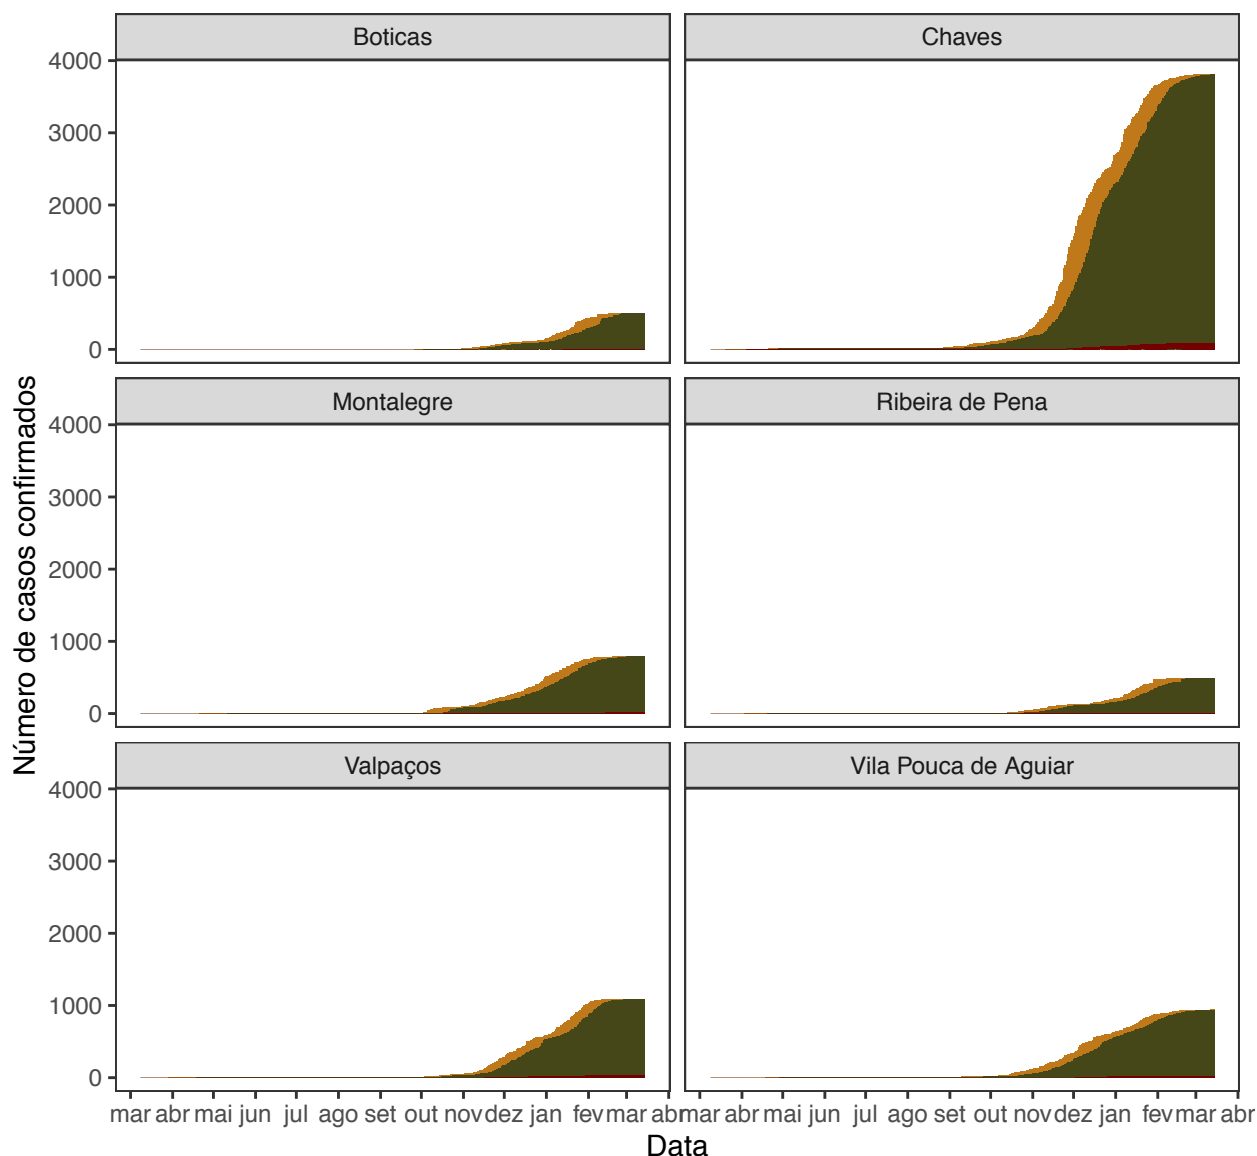 Boticas
Chaves
4000
3000
2000
1000
0
Montalegre
Ribeira de Pena
4000
3000
2000
1000
0
Valpaços
Vila Pouca de Aguiar
4000
3000
2000
1000
0
Número de casos confirmados
mar abr mai jun jul ago set out nov dez jan fev mar abr
mar abr mai jun jul ago set out nov dez jan fev mar abr
Data